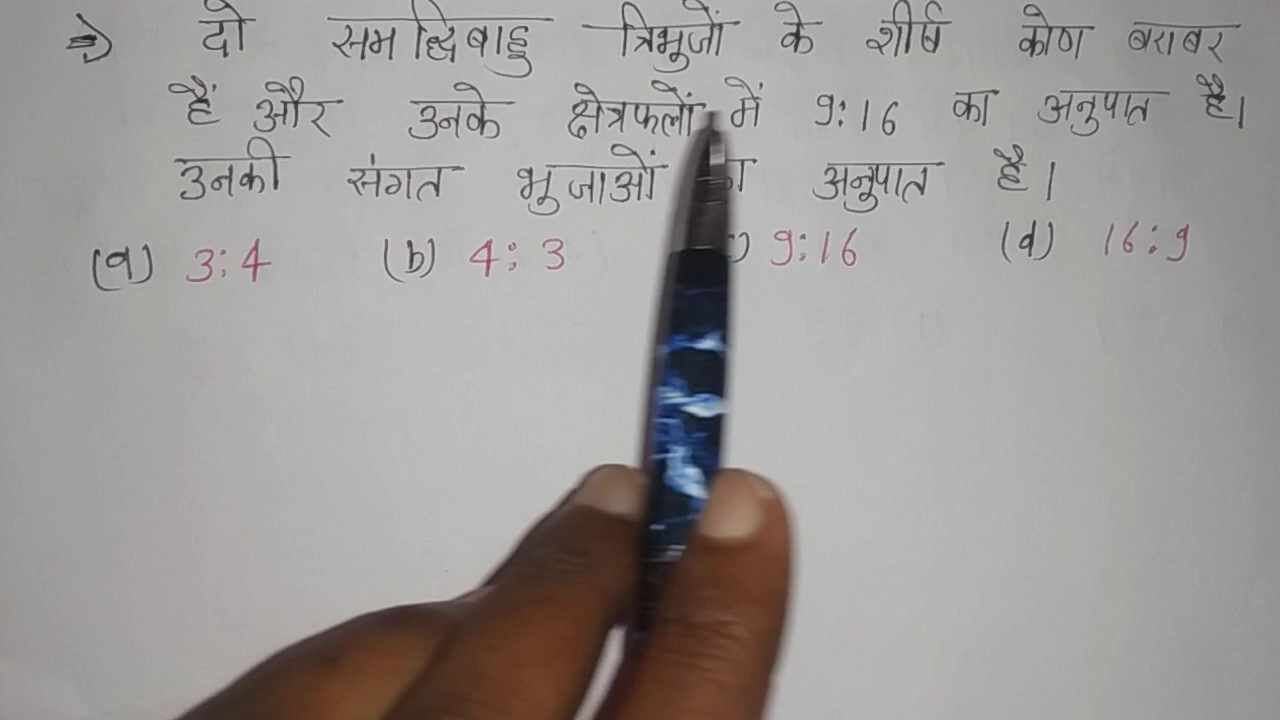 => दो समद्विबाहु त्रिभुजों के शीर्ष कोण बराबर
हैं और उनके क्षेत्रफलों में 9:16 का अनुपात है।
उनकी संगत भुजाओं अनुपात है।
(a) 3:4 (b) 4:3 9:16 (d) 16:9